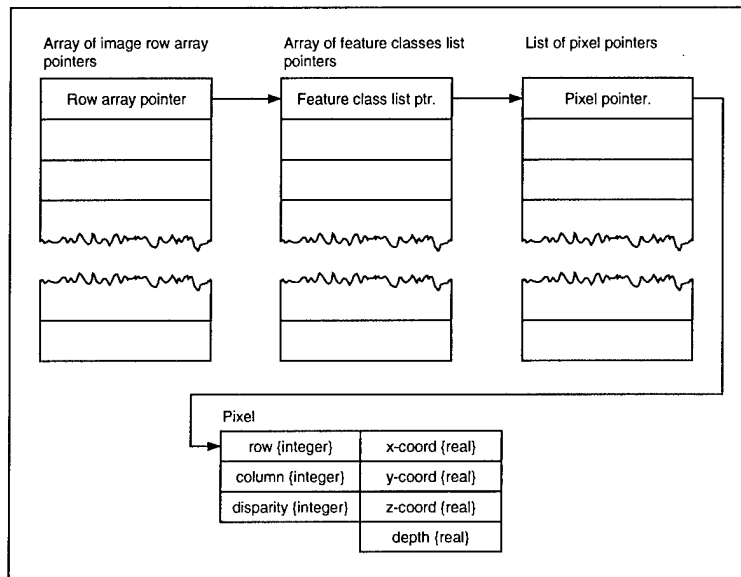 Array of image row array
pointers
Array of feature classes list
pointers
List of pixel pointers
Row array pointer
Feature class list ptr.
Pixel pointer.
Pixel
row {integer}
x-coord {real}
column {integer}
y-coord {real}
disparity {integer}
z-coord {real}
depth {real}